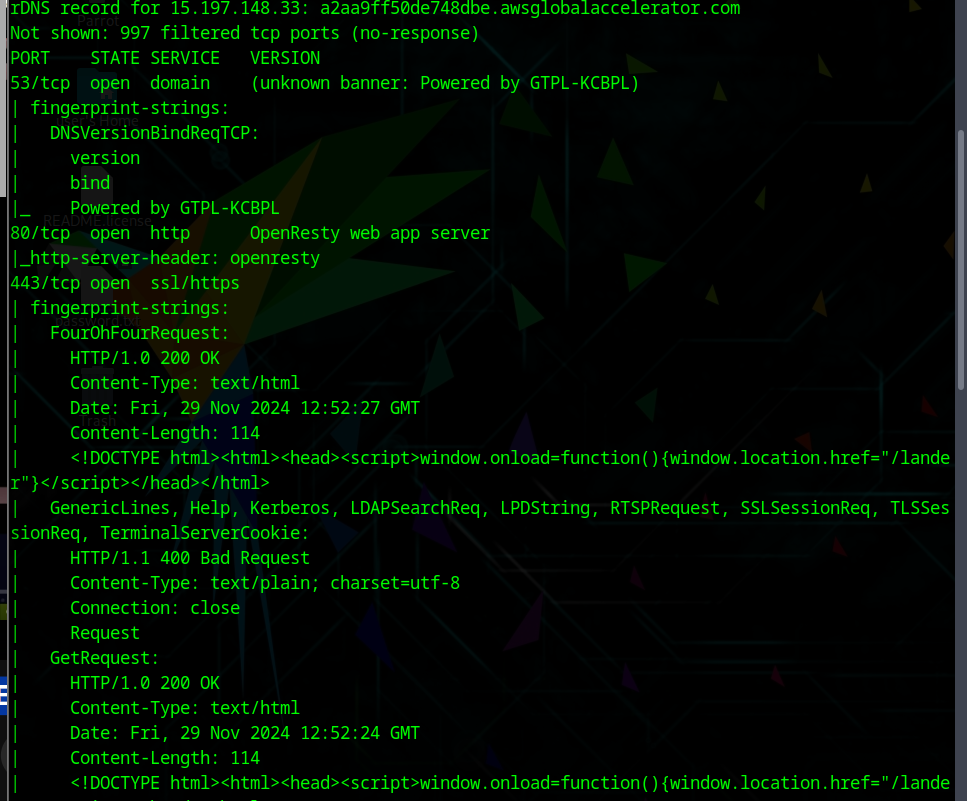 rDNS record for 15.197.148.33: a2aa9ff50de748dbe.awsglobalaccelerator.com
Not shown: 997 filtered tcp ports (no-response)
PORT    STATE SERVICE   VERSION
53/tcp  open  domain    (unknown banner: Powered by GTPL-KCBPL)
| fingerprint-strings:
|   DNSVersionBindReqTCP:
|     version
|     bind
|_    Powered by GTPL-KCBPL
80/tcp  open  http      OpenResty web app server
|_http-server-header: openresty
443/tcp open  ssl/https
| fingerprint-strings:
|   FourOhFourRequest:
|     HTTP/1.0 200 OK
|     Content-Type: text/html
|     Date: Fri, 29 Nov 2024 12:52:27 GMT
|     Content-Length: 114
|     <!DOCTYPE html><html><head><script>window.onload=function(){window.location.href="/lande
r"}</script></head></html>
|   GenericLines, Help, Kerberos, LDAPSearchReq, LPDString, RTSPRequest, SSLSessionReq, TLSSes
sionReq, TerminalServerCookie:
|     HTTP/1.1 400 Bad Request
|     Content-Type: text/plain; charset=utf-8
|     Connection: close
|     Request
|   GetRequest:
|     HTTP/1.0 200 OK
|     Content-Type: text/html
|     Date: Fri, 29 Nov 2024 12:52:24 GMT
|     Content-Length: 114
|     <!DOCTYPE html><html><head><script>window.onload=function(){window.location.href="/lande
Parrot
README.license
Trash